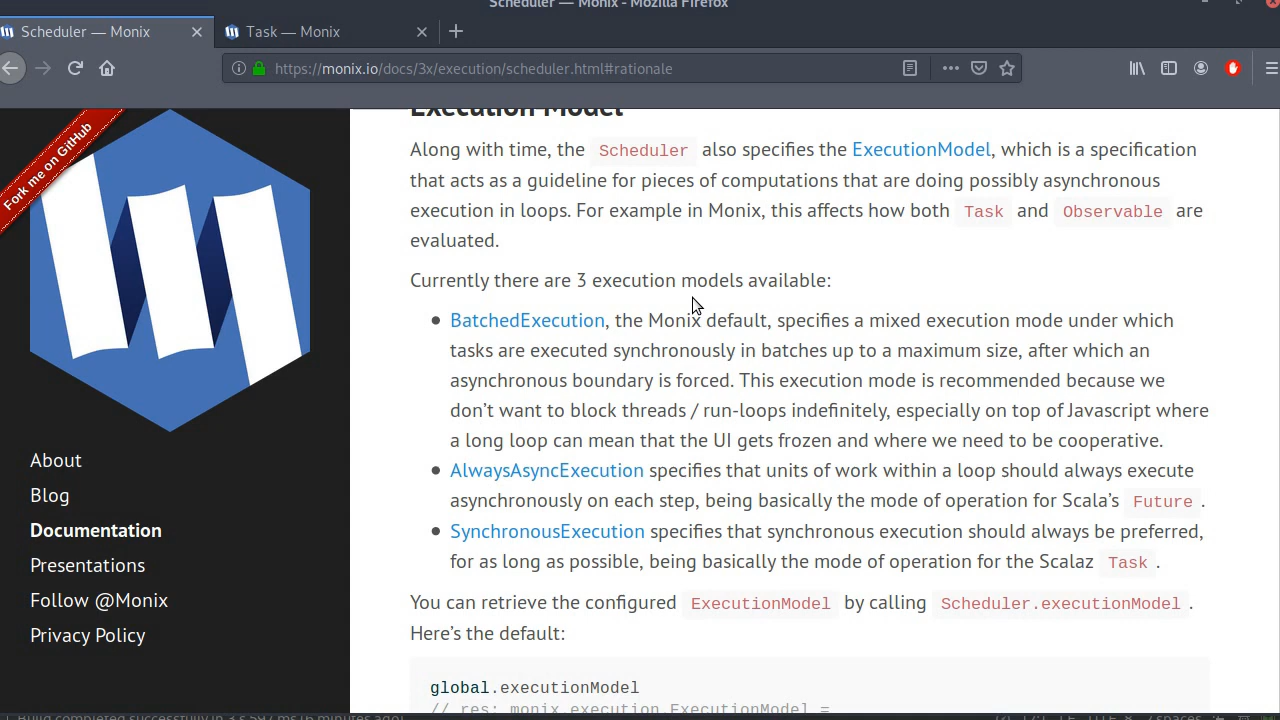 Scheduler — Monix - Mozilla Firefox
Scheduler — Monix
Task — Monix
https://monix.io/docs/3x/execution/scheduler.html#rationale
Fork me on GitHub
About
Blog
Documentation
Presentations
Follow @Monix
Privacy Policy
Execution Model
Along with time, the Scheduler also specifies the ExecutionModel, which is a specification
that acts as a guideline for pieces of computations that are doing possibly asynchronous
execution in loops. For example in Monix, this affects how both Task and Observable are
evaluated.
Currently there are 3 execution models available:
BatchedExecution, the Monix default, specifies a mixed execution mode under which
tasks are executed synchronously in batches up to a maximum size, after which an
asynchronous boundary is forced. This execution mode is recommended because we
don’t want to block threads / run-loops indefinitely, especially on top of Javascript where
a long loop can mean that the UI gets frozen and where we need to be cooperative.
AlwaysAsyncExecution specifies that units of work within a loop should always execute
asynchronously on each step, being basically the mode of operation for Scala’s Future.
SynchronousExecution specifies that synchronous execution should always be preferred,
for as long as possible, being basically the mode of operation for the Scalaz Task.
You can retrieve the configured ExecutionModel by calling Scheduler.executionModel.
Here’s the default:
global.executionModel
// res: monix.execution.ExecutionModel =
Build completed successfully in 3 s 597 ms (6 minutes ago)